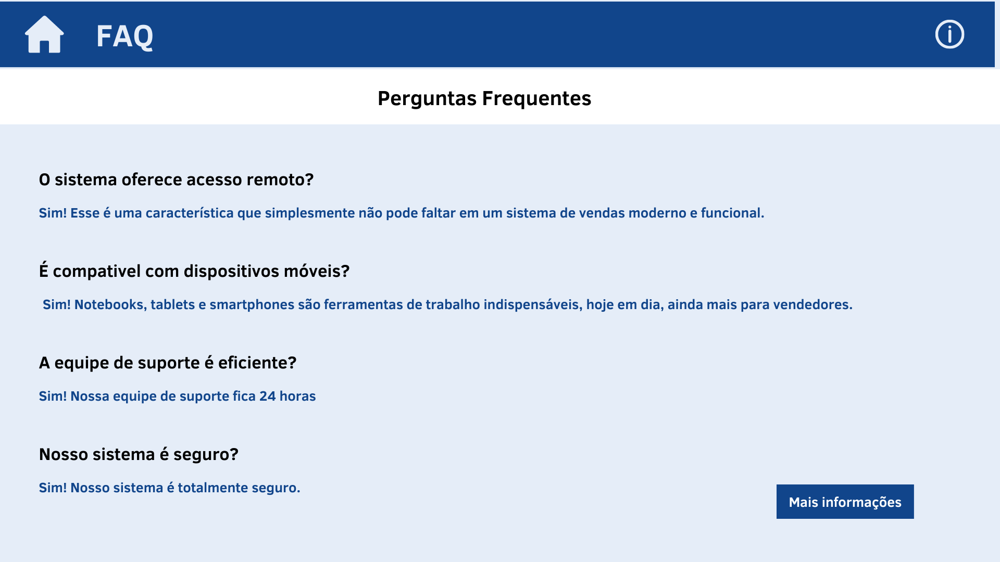 FAQ
Perguntas Frequentes
O sistema oferece acesso remoto?
Sim! Esse é uma característica que simplesmente não pode faltar em um sistema de vendas moderno e funcional.
É compativel com dispositivos móveis?
Sim! Notebooks, tablets e smartphones são ferramentas de trabalho indispensáveis, hoje em dia, ainda mais para vendedores.
A equipe de suporte é eficiente?
Sim! Nossa equipe de suporte fica 24 horas
Nosso sistema é seguro?
Sim! Nosso sistema é totalmente seguro.
Mais informações